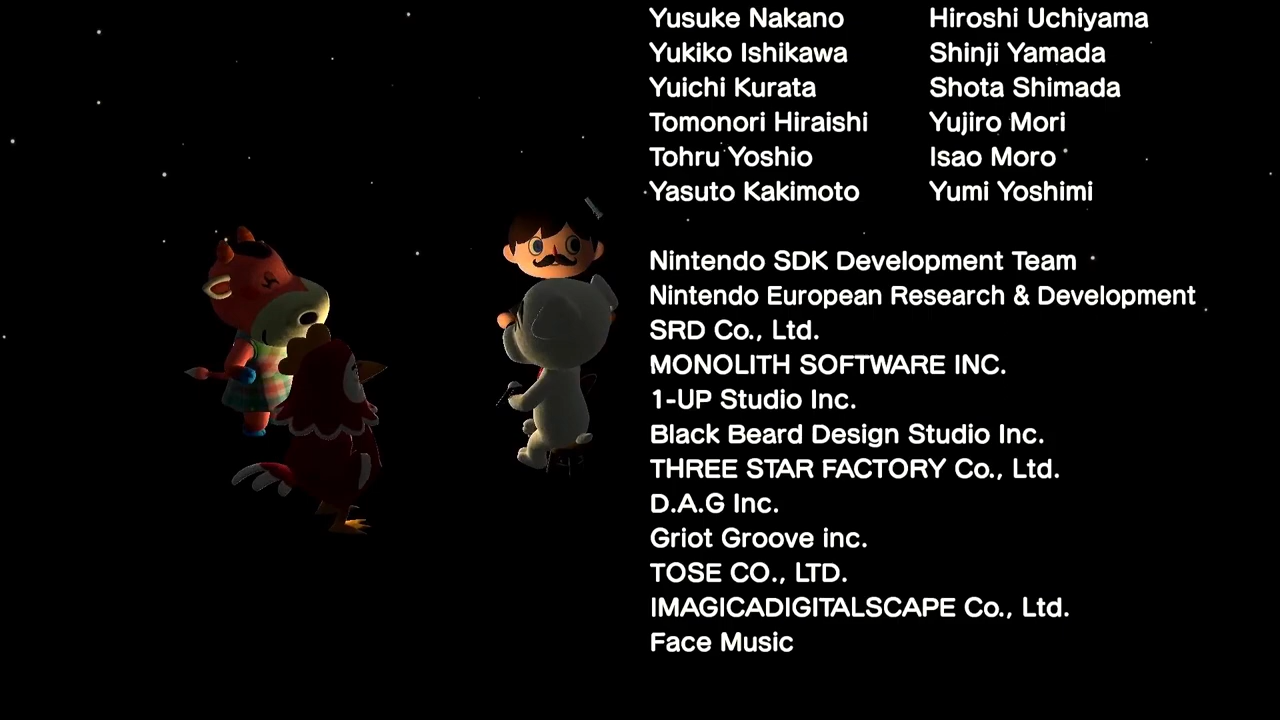 Yusuke Nakano Hiroshi Uchiyama
Yukiko Ishikawa Shinji Yamada
Yuichi Kurata Shota Shimada
Tomonori Hiraishi Yujiro Mori
Tohru Yoshio Isao Moro
Yasuto Kakimoto Yumi Yoshimi
Nintendo SDK Development Team
Nintendo European Research & Development
SRD Co., Ltd.
MONOLITH SOFTWARE INC.
1-UP Studio Inc.
Black Beard Design Studio Inc.
THREE STAR FACTORY Co., Ltd.
D.A.G Inc.
Griot Groove inc.
TOSE CO., LTD.
IMAGICADIGITALSCAPE Co., Ltd.
Face Music